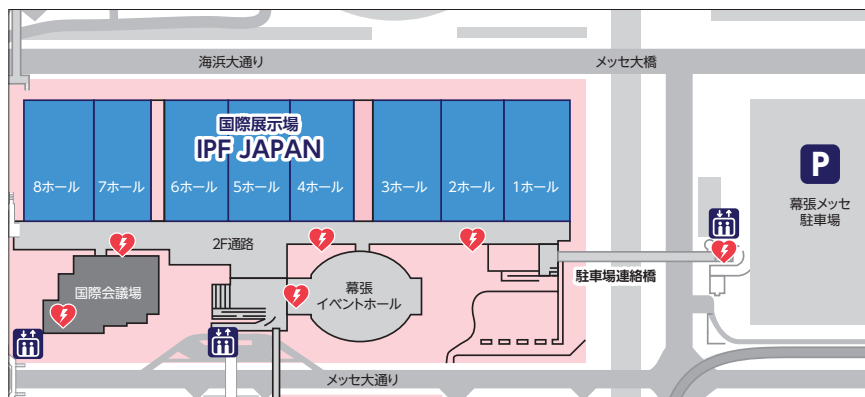 海浜大通り
メッセ大橋
国際展示場
IPF JAPAN
8ホール
7ホール
6ホール
5ホール
4ホール
3ホール
2ホール
1ホール
P
幕張メッセ
駐車場
2F通路
駐車場連絡橋
国際会議場
幕張
イベントホール
メッセ大通り